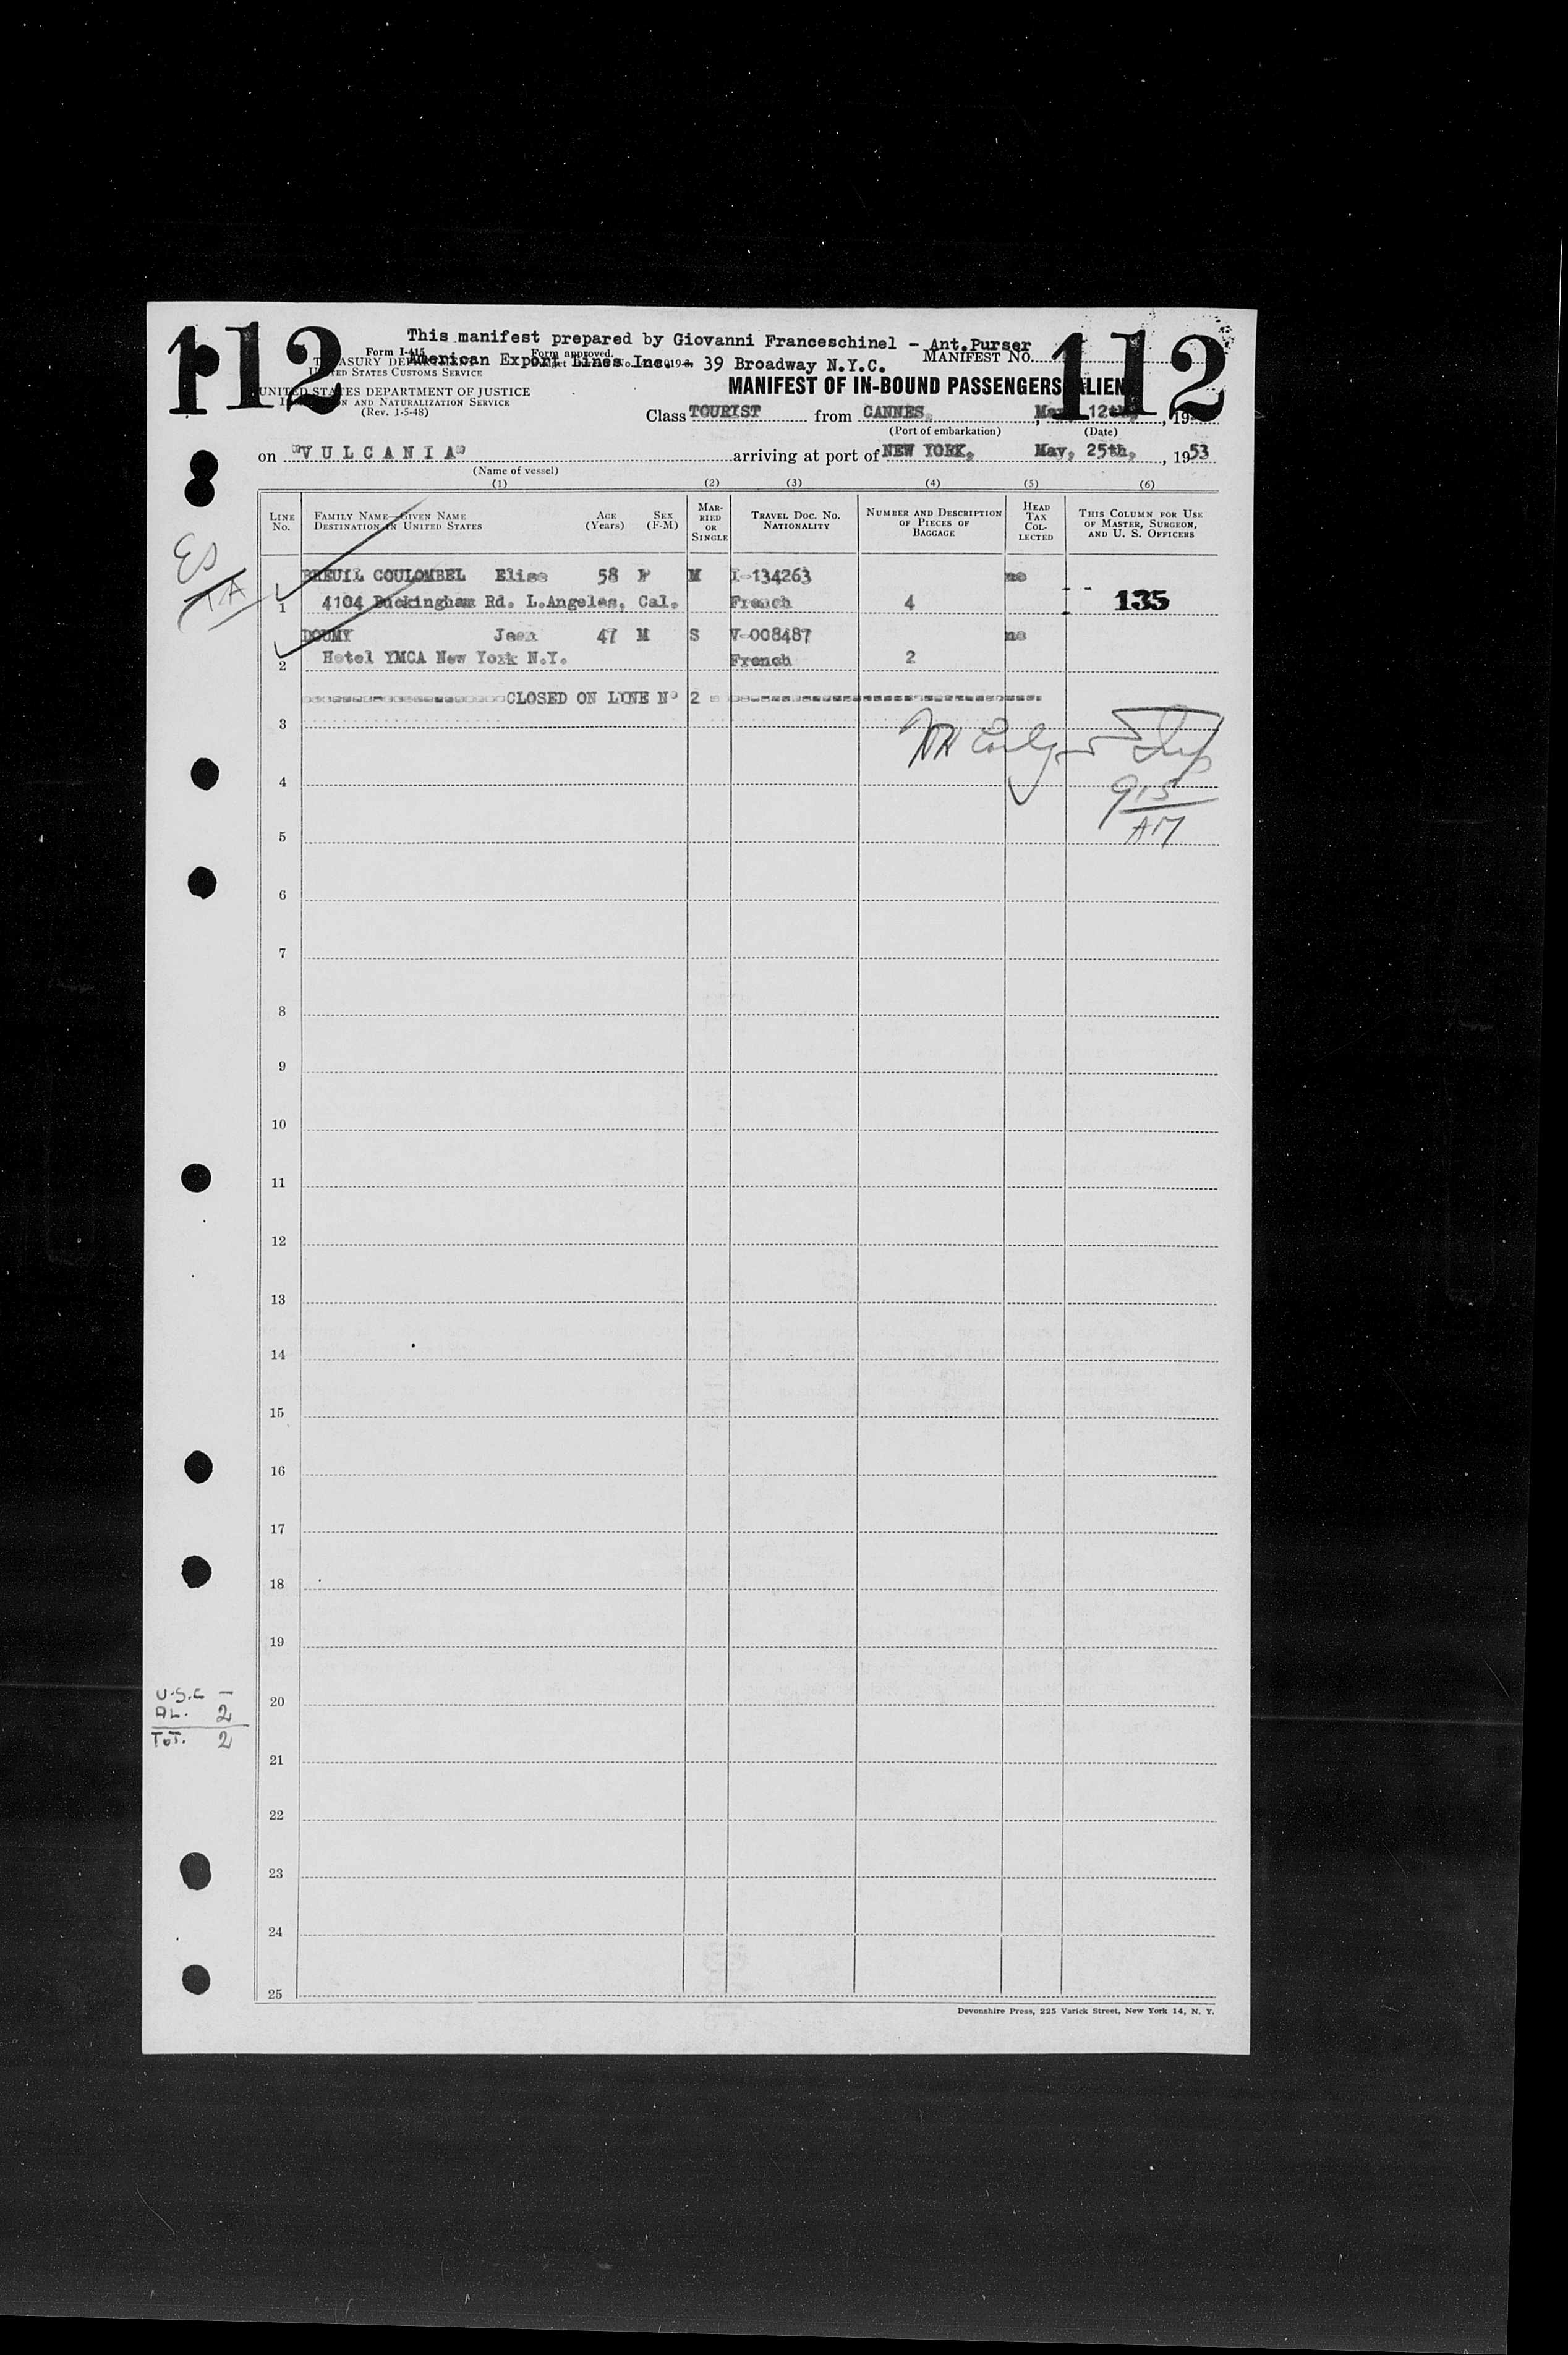 112
This manifest prepared by Giovanni Franceschinel - Ant.Purser
Form I-415
TREASURY DEPARTMENT
UNITED STATES CUSTOMS SERVICE
Form approved.
American Export Lines Inc. - 39 Broadway N.Y.C.
MANIFEST NO.
112
UNITED STATES DEPARTMENT OF JUSTICE
IMMIGRATION AND NATURALIZATION SERVICE
(Rev. 1-5-48)
MANIFEST OF IN-BOUND PASSENGERS ALIEN
Class TOURIST from CANNES, May 12th, 19
(Port of embarkation) (Date)
on "VULCANIA" arriving at port of NEW YORK, May, 25th, , 1953
(Name of vessel)
(1) (2) (3) (4) (5) (6)
LINE No. FAMILY NAME—GIVEN NAME DESTINATION IN UNITED STATES AGE (Years) SEX (F-M) MARRIED OR SINGLE TRAVEL DOC. NO. NATIONALITY NUMBER AND DESCRIPTION OF PIECES OF BAGGAGE HEAD TAX COLLECTED THIS COLUMN FOR USE OF MASTER, SURGEON, AND U. S. OFFICERS
BREUIL COULOMBEL Elise 58 F M I-134263 no
1 4104 Buckingham Rd. L.Angeles, Cal. French 4 135
DOUMY Jean 47 M S V-008487 no
2 Hotel YMCA New York N.Y. French 2
CLOSED ON LINE N° 2
3
4
915
AM
5
6
7
8
9
10
11
12
13
14
15
16
17
18
19
U.S.C -
20
AL. 2
TOT. 2
21
22
23
24
25
Devonshire Press, 225 Varick Street, New York 14, N. Y.